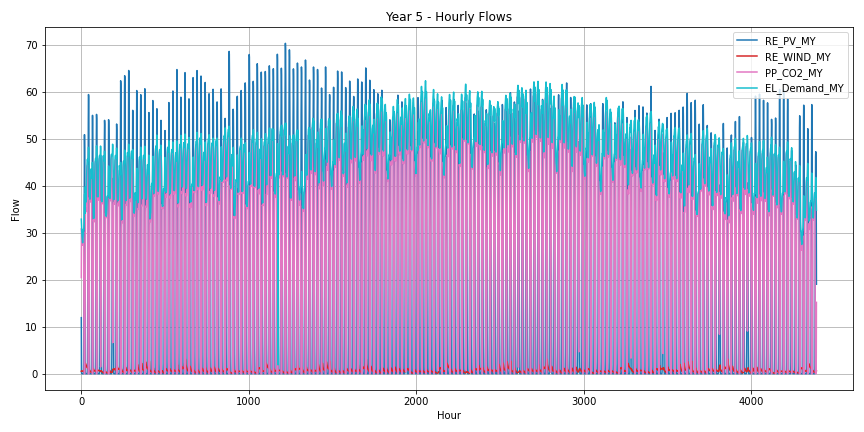 Year 5 - Hourly Flows
RE_PV_MY
RE_WIND_MY
PP_CO2_MY
EL_Demand_MY
70
60
50
40
30
20
10
0
Flow
0 1000 2000 3000 4000
Hour